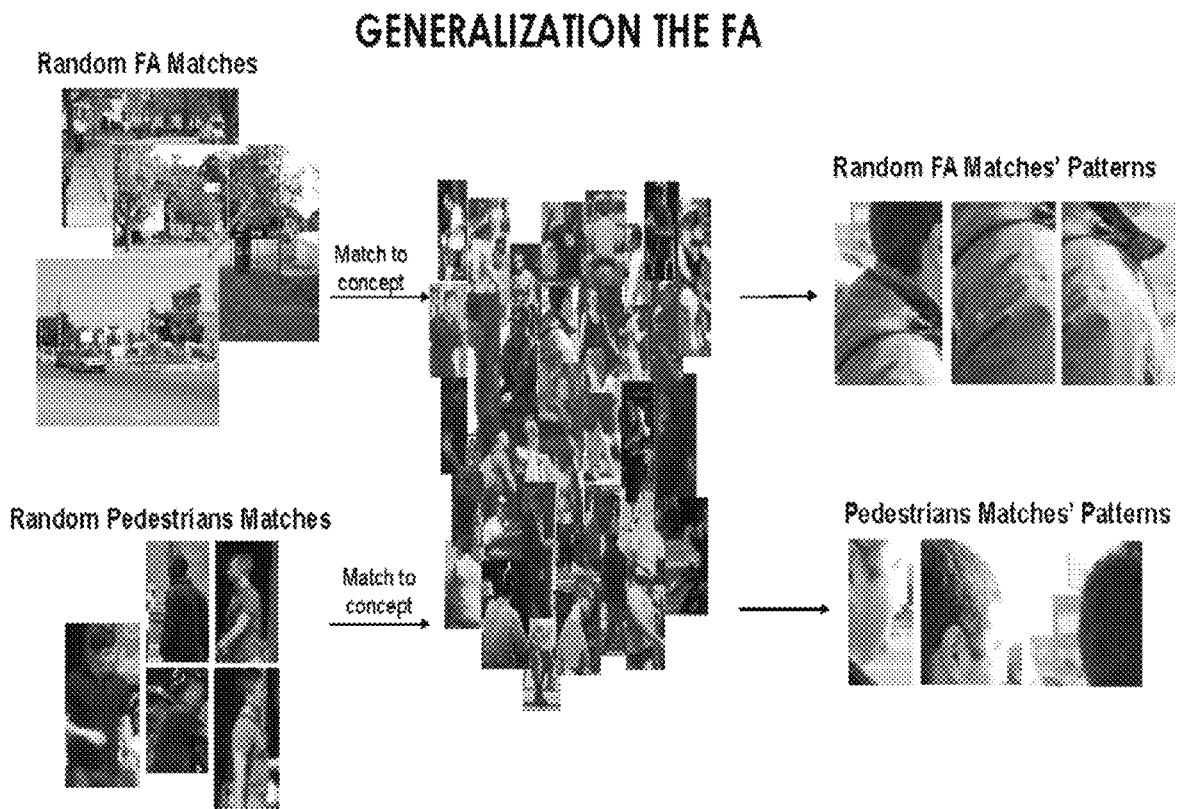 GENERALIZATION THE FA
Random FA Matches
Match to
concept
Random FA Matches' Patterns
Random Pedestrians Matches
Match to
concept
Pedestrians Matches' Patterns